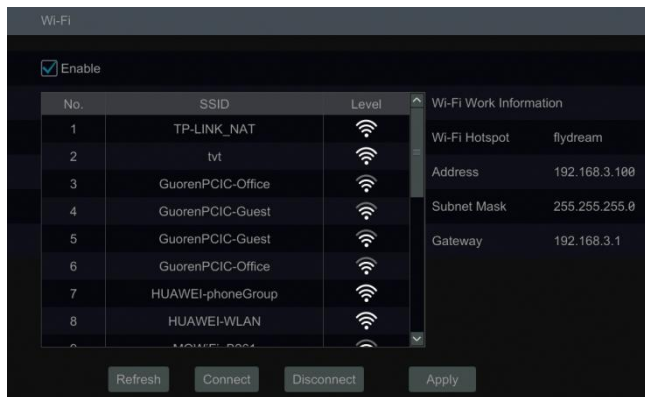 Wi-Fi
Enable
No. SSID Level
1 TP-LINK_NAT
2 tvt
3 GuorenPCIC-Office
4 GuorenPCIC-Guest
5 GuorenPCIC-Guest
6 GuorenPCIC-Office
7 HUAWEI-phoneGroup
8 HUAWEI-WLAN
Wi-Fi Work Information
Wi-Fi Hotspot flydream
Address 192.168.3.100
Subnet Mask 255.255.255.0
Gateway 192.168.3.1
Refresh Connect Disconnect Apply